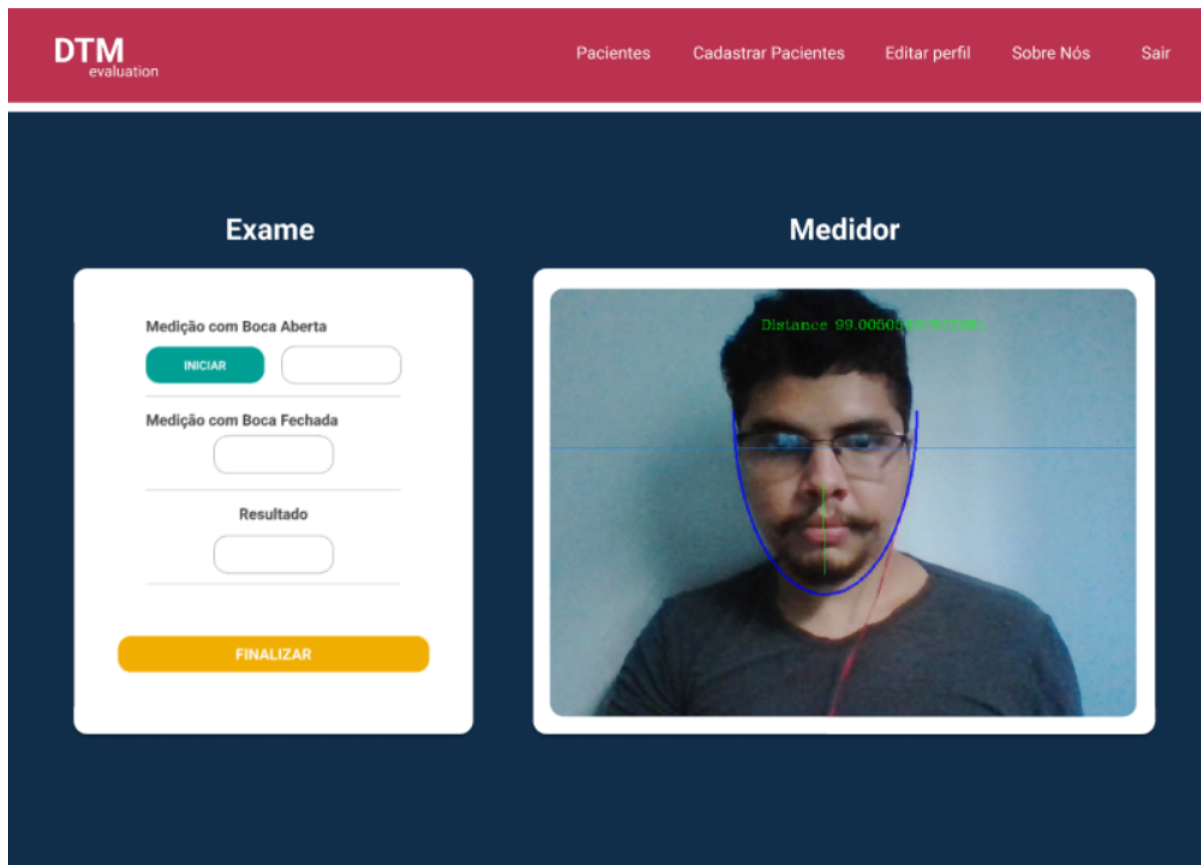 DTM
evaluation
Pacientes
Cadastrar Pacientes
Editar perfil
Sobre Nós
Sair
Exame
Medidor
Medição com Boca Aberta
INICIAR
Medição com Boca Fechada
Resultado
FINALIZAR
Distance